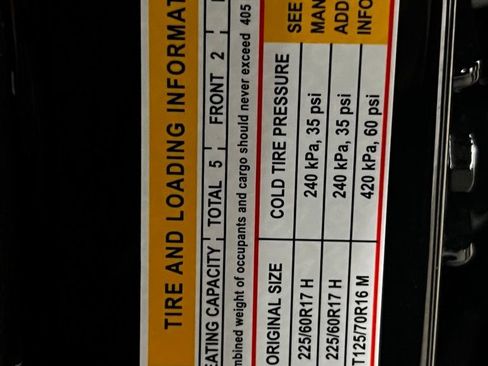 TIRE AND LOADING INFORMAT
EATING CAPACITY TOTAL 5 FRONT 2
mbined weight of occupants and cargo should never exceed 405
ORIGINAL SIZE COLD TIRE PRESSURE SEE
225/60R17 H 240 kPa, 35 psi MAN
225/60R17 H 240 kPa, 35 psi ADD
T125/70R16 M 420 kPa, 60 psi INFO